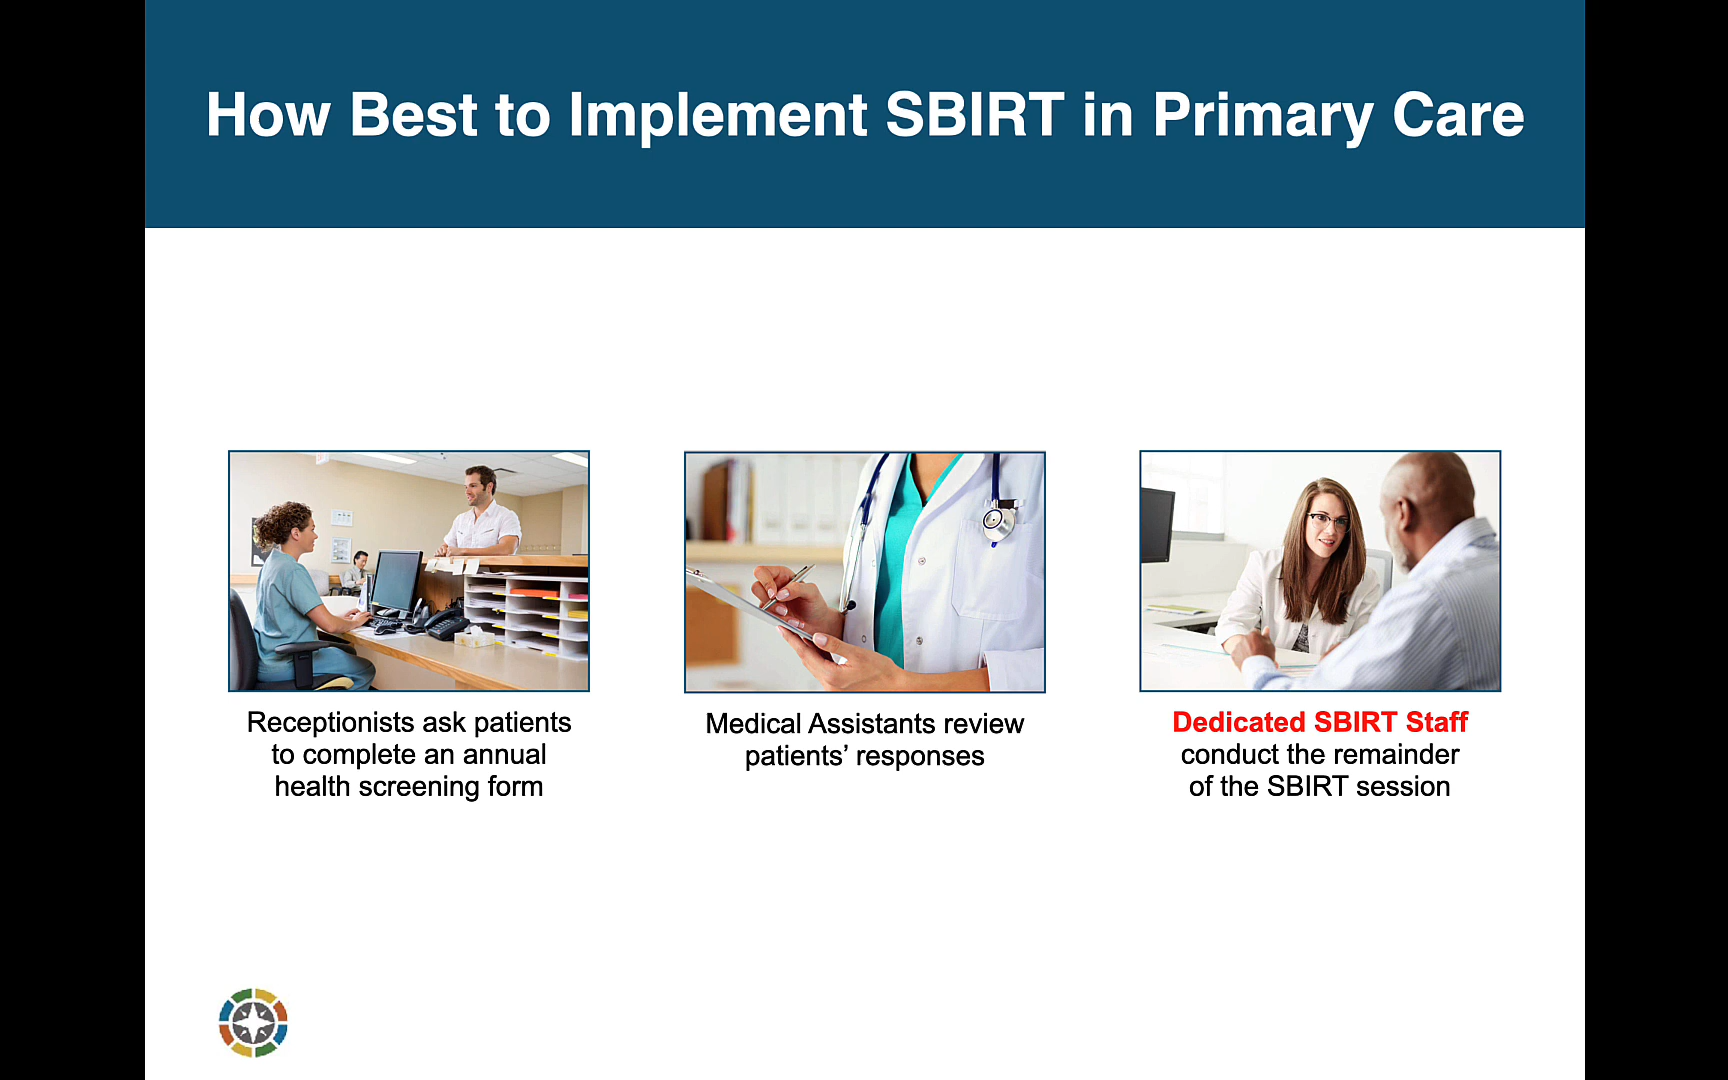 How Best to Implement SBIRT in Primary Care
Receptionists ask patients
to complete an annual
health screening form
Medical Assistants review
patients’ responses
Dedicated SBIRT Staff
conduct the remainder
of the SBIRT session